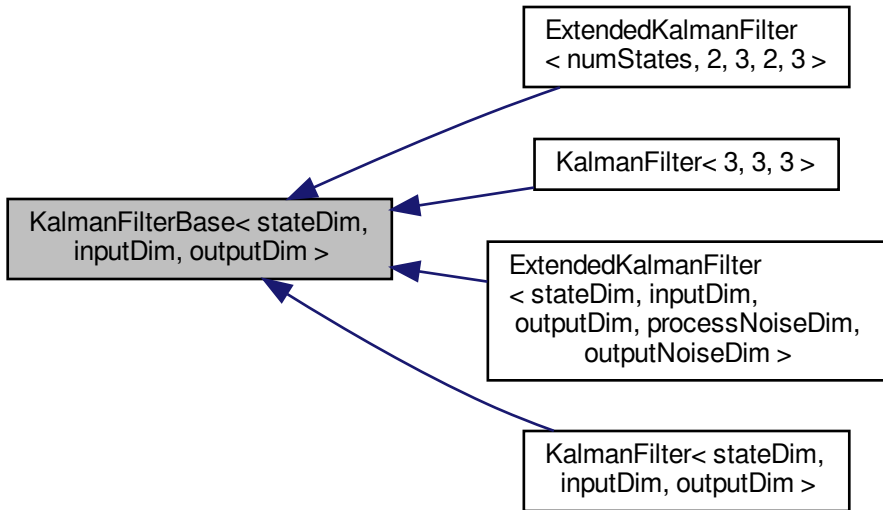 ExtendedKalmanFilter
< numStates, 2, 3, 2, 3 >
KalmanFilter< 3, 3, 3 >
KalmanFilterBase< stateDim,
inputDim, outputDim >
ExtendedKalmanFilter
< stateDim, inputDim,
outputDim, processNoiseDim,
outputNoiseDim >
KalmanFilter< stateDim,
inputDim, outputDim >